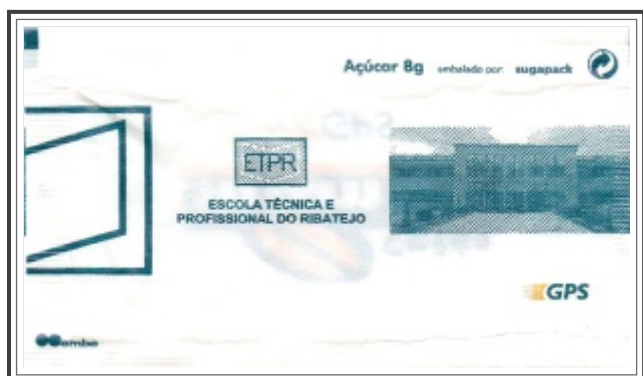 Açúcar 8g embalado por: sugapack
ETPR
ESCOLA TÉCNICA E
PROFISSIONAL DO RIBATEJO
GPS